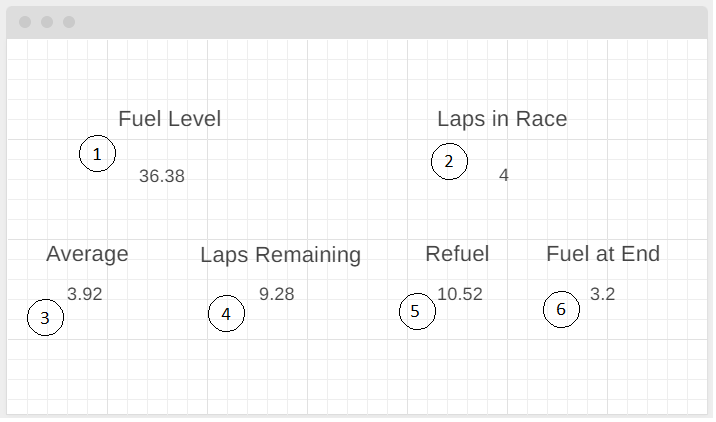 Fuel Level
Laps in Race
1
2
36.38
4
Average
Laps Remaining
Refuel
Fuel at End
3.92
9.28
10.52
3.2
3
4
5
6